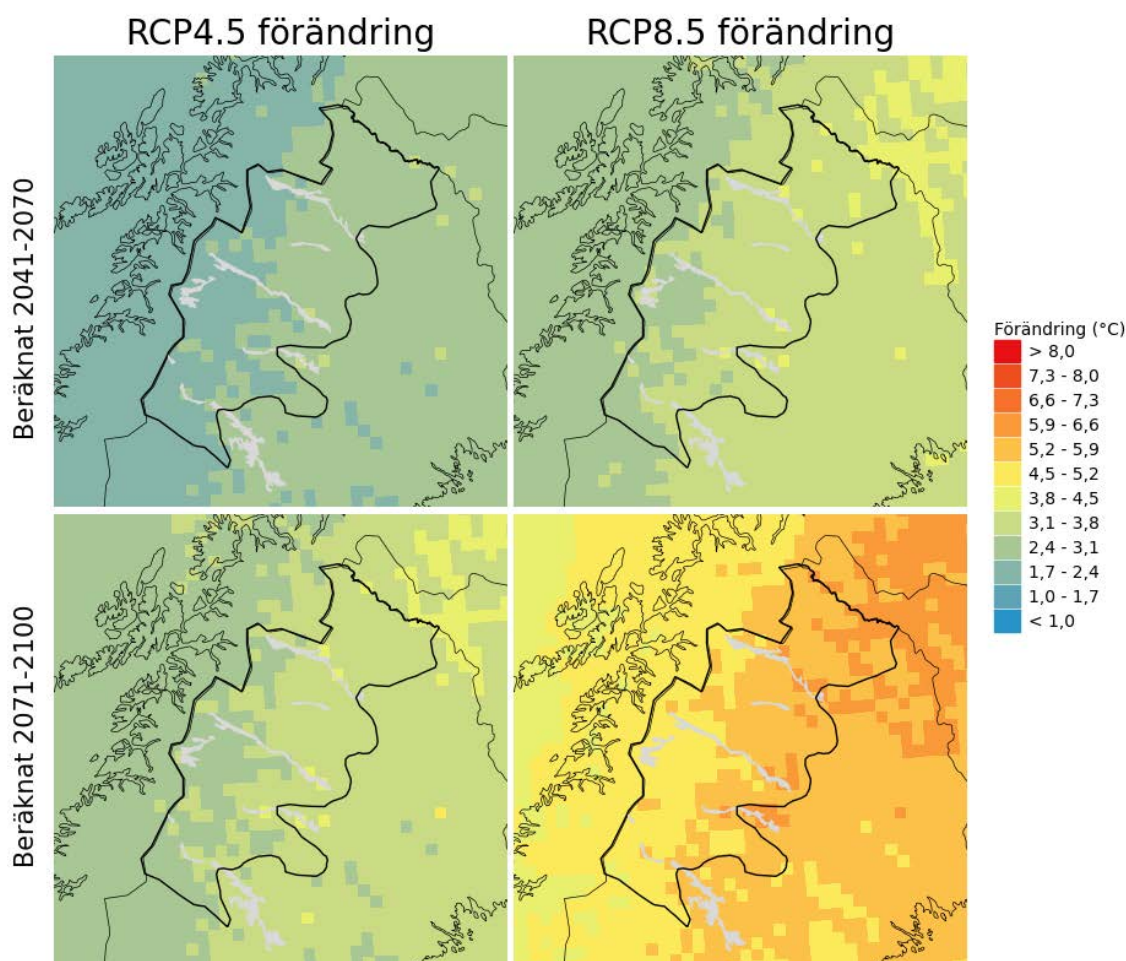 RCP4.5 förändring
RCP8.5 förändring
Beräknat 2041-2070
Beräknat 2071-2100
Förändring (°C)
> 8,0
7,3 - 8,0
6,6 - 7,3
5,9 - 6,6
5,2 - 5,9
4,5 - 5,2
3,8 - 4,5
3,1 - 3,8
2,4 - 3,1
1,7 - 2,4
1,0 - 1,7
< 1,0